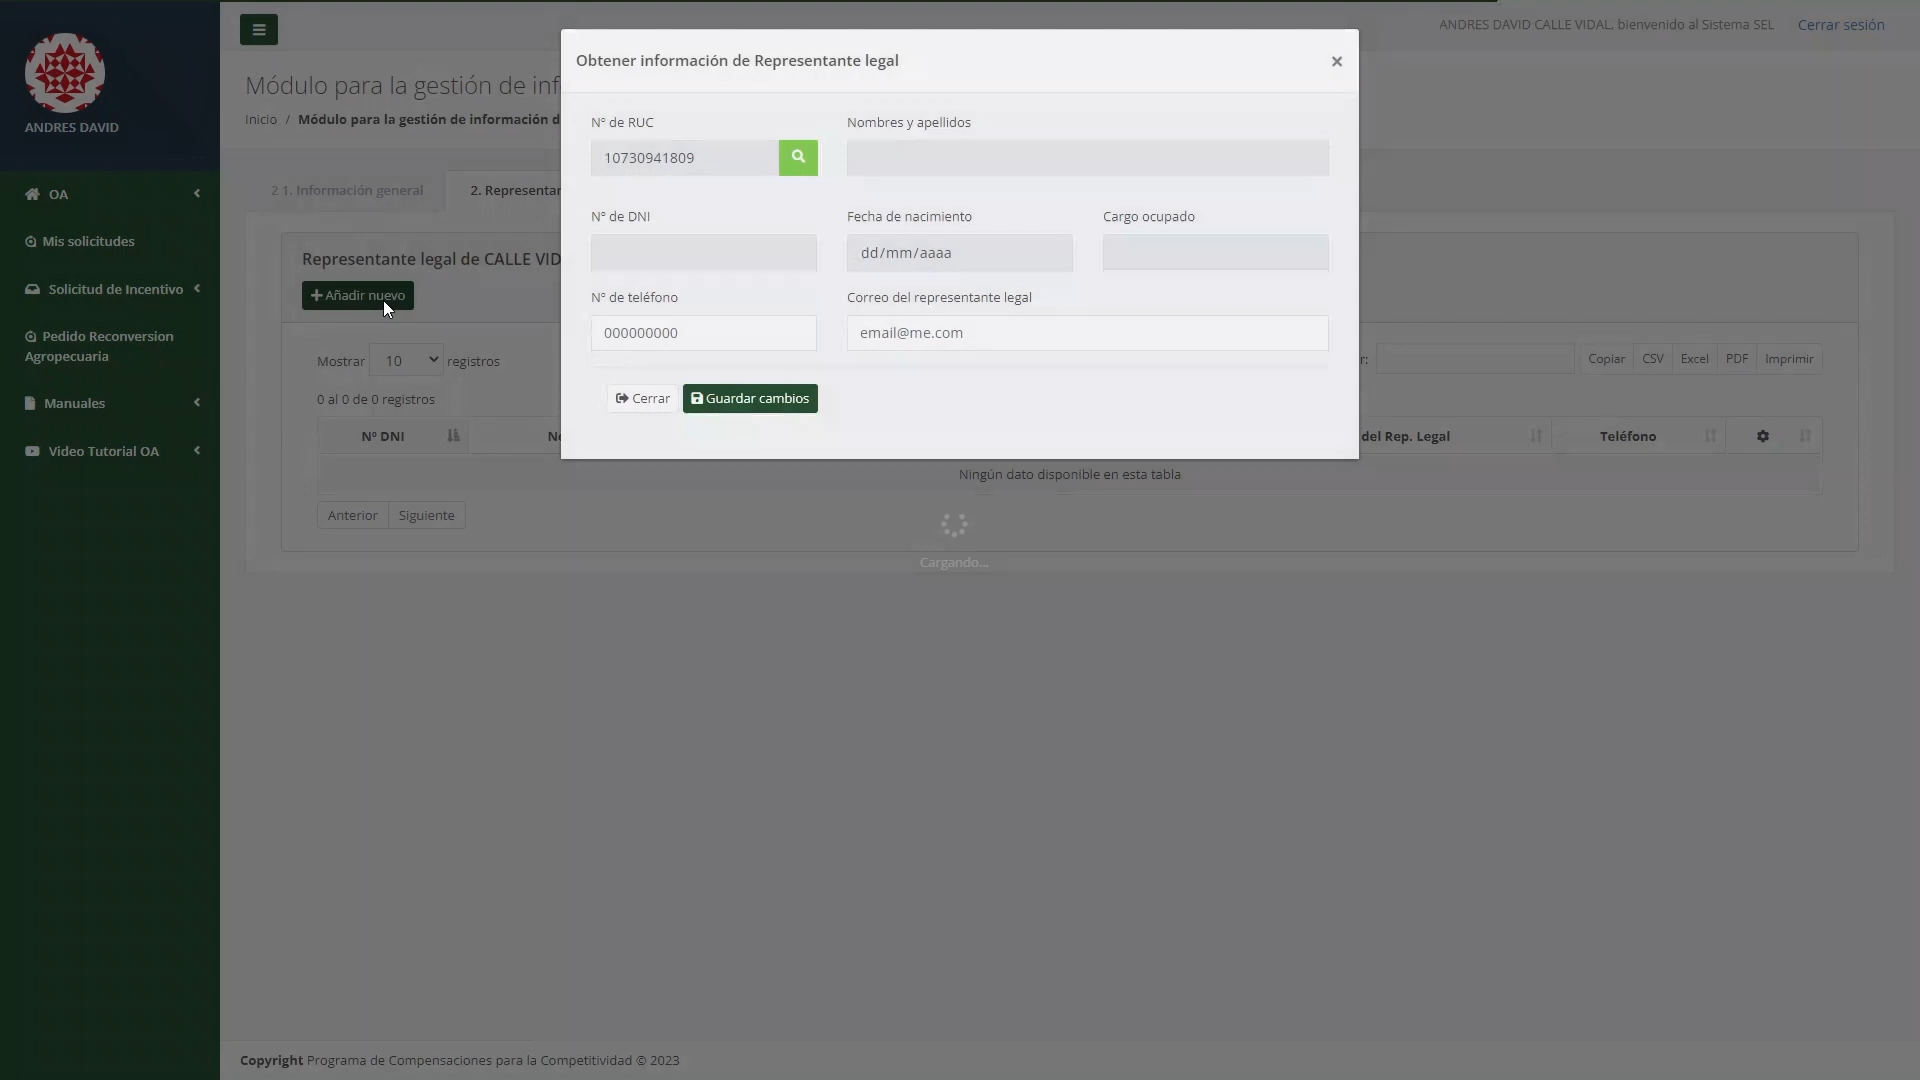 ANDRES DAVID CALLE VIDAL, bienvenido al Sistema SEL
Cerrar sesión
ANDRES DAVID
OA
Mis solicitudes
Solicitud de Incentivo
Pedido Reconversion
Agropecuaria
Manuales
Video Tutorial OA
Módulo para la gestión de inf
Inicio / Módulo para la gestión de información d
2 1. Información general
2. Representan
Representante legal de CALLE VID
Añadir nuevo
Mostrar 10 registros
r:
Copiar CSV Excel PDF Imprimir
0 al 0 de 0 registros
Nº DNI
No
del Rep. Legal
Teléfono
Ningún dato disponible en esta tabla
Anterior Siguiente
Cargando...
Obtener información de Representante legal
×
Nº de RUC
Nombres y apellidos
10730941809
Nº de DNI
Fecha de nacimiento
Cargo ocupado
dd/mm/aaaa
Nº de teléfono
Correo del representante legal
000000000
email@me.com
Cerrar
Guardar cambios
Copyright Programa de Compensaciones para la Competitividad © 2023